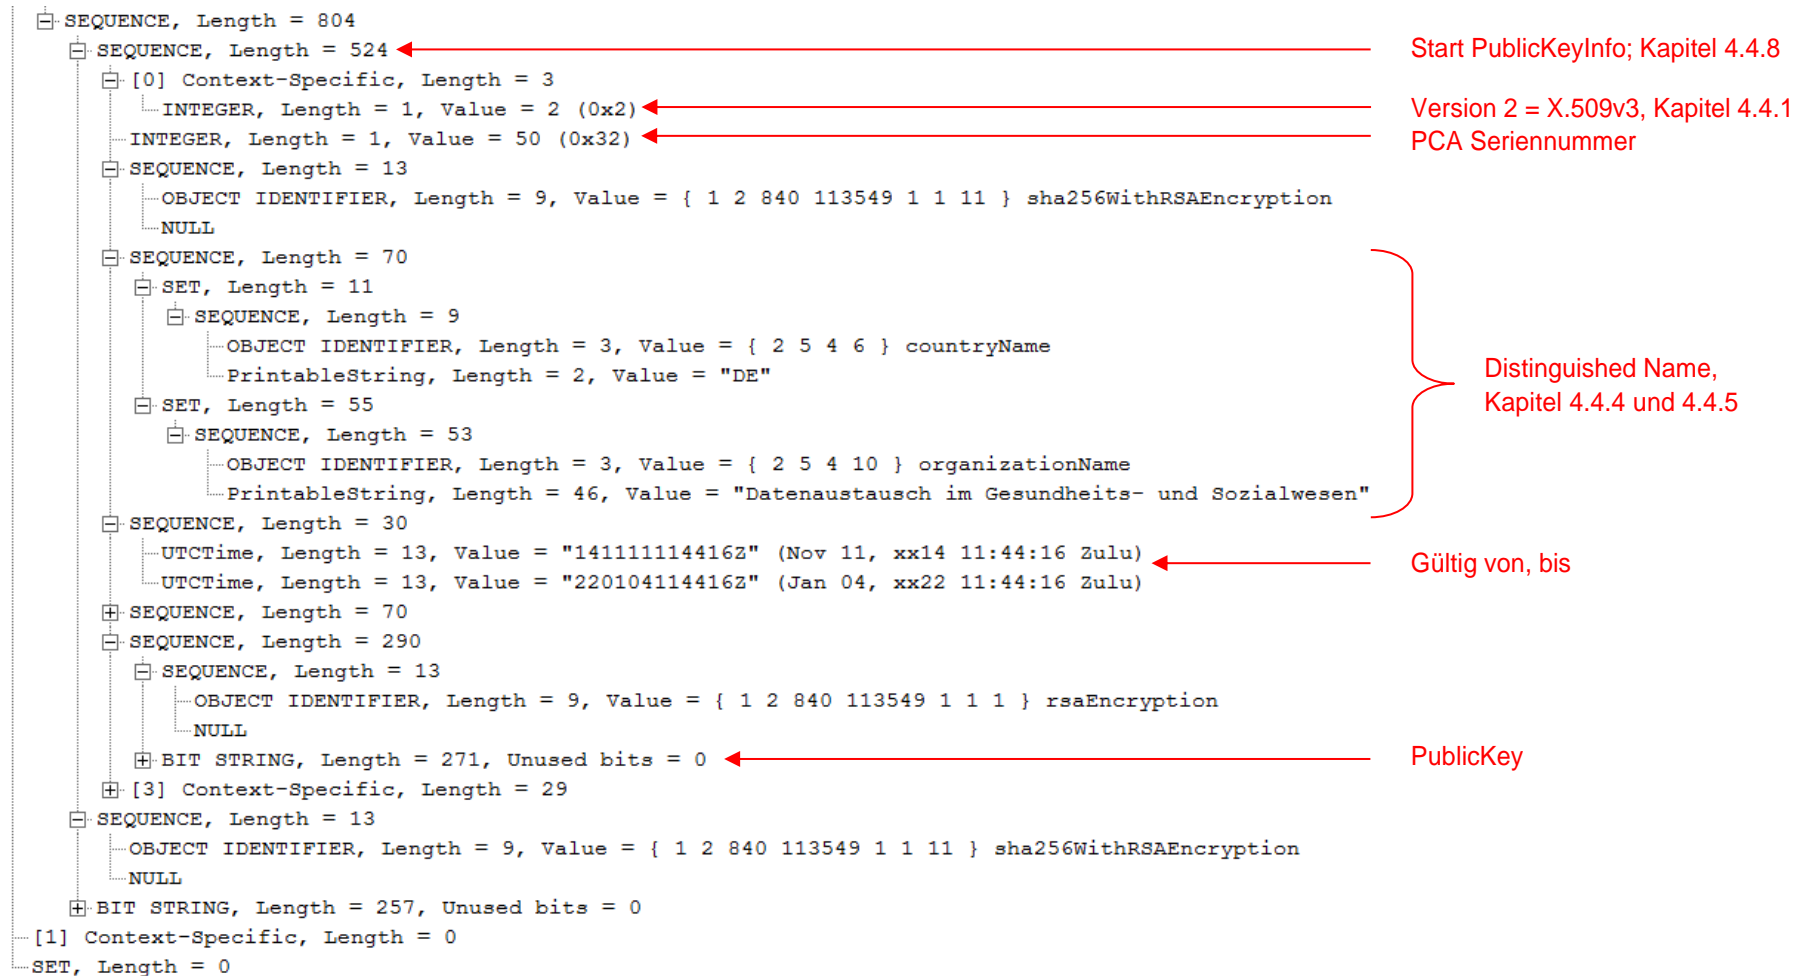 SEQUENCE, Length = 804
SEQUENCE, Length = 524
Start PublicKeyInfo; Kapitel 4.4.8
[0] Context-Specific, Length = 3
INTEGER, Length = 1, Value = 2 (0x2)
Version 2 = X.509v3, Kapitel 4.4.1
INTEGER, Length = 1, Value = 50 (0x32)
PCA Seriennummer
SEQUENCE, Length = 13
OBJECT IDENTIFIER, Length = 9, Value = { 1 2 840 113549 1 1 11 } sha256WithRSAEncryption
NULL
SEQUENCE, Length = 70
SET, Length = 11
SEQUENCE, Length = 9
OBJECT IDENTIFIER, Length = 3, Value = { 2 5 4 6 } countryName
PrintableString, Length = 2, Value = "DE"
SET, Length = 55
SEQUENCE, Length = 53
OBJECT IDENTIFIER, Length = 3, Value = { 2 5 4 10 } organizationName
PrintableString, Length = 46, Value = "Datenaustausch im Gesundheits- und Sozialwesen"
Distinguished Name,
Kapitel 4.4.4 und 4.4.5
SEQUENCE, Length = 30
UTCTime, Length = 13, Value = "141111114416Z" (Nov 11, xx14 11:44:16 Zulu)
UTCTime, Length = 13, Value = "220104114416Z" (Jan 04, xx22 11:44:16 Zulu)
Gültig von, bis
SEQUENCE, Length = 70
SEQUENCE, Length = 290
SEQUENCE, Length = 13
OBJECT IDENTIFIER, Length = 9, Value = { 1 2 840 113549 1 1 1 } rsaEncryption
NULL
BIT STRING, Length = 271, Unused bits = 0
PublicKey
[3] Context-Specific, Length = 29
SEQUENCE, Length = 13
OBJECT IDENTIFIER, Length = 9, Value = { 1 2 840 113549 1 1 11 } sha256WithRSAEncryption
NULL
BIT STRING, Length = 257, Unused bits = 0
[1] Context-Specific, Length = 0
SET, Length = 0